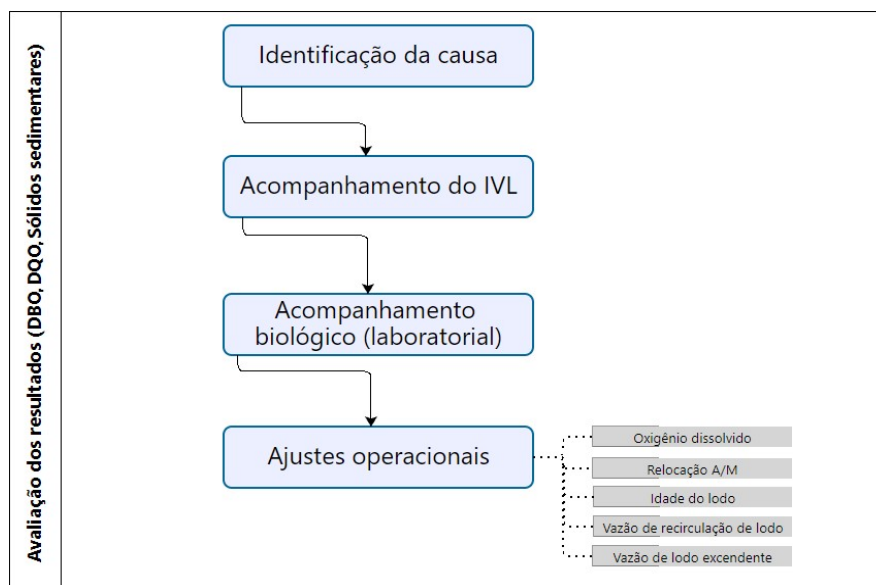 Avaliação dos resultados (DBO, DQO, Sólidos sedimentares)
Identificação da causa
Acompanhamento do IVL
Acompanhamento
biológico (laboratorial)
Ajustes operacionais
Oxigênio dissolvido
Relocação A/M
Idade do lodo
Vazão de recirculação de lodo
Vazão de lodo excendente